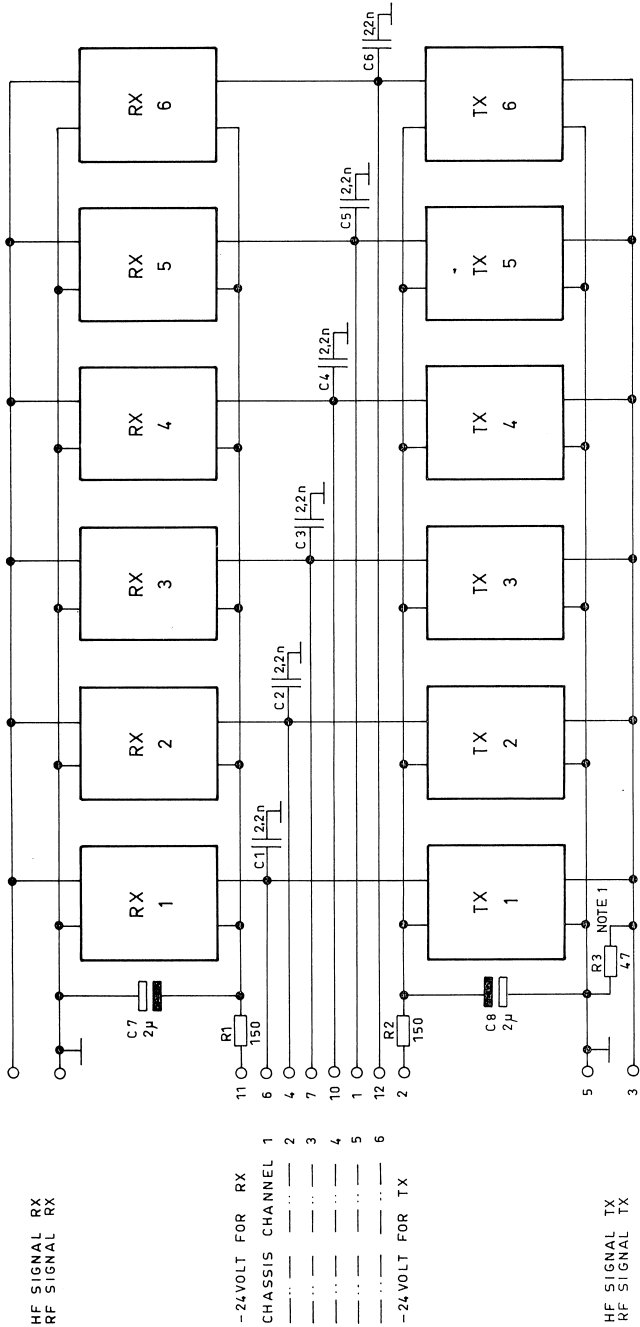 HF SIGNAL RX
RF SIGNAL RX
-24VOLT FOR RX
CHASSIS CHANNEL 1
—··— —··— 2
—··— —··— 3
—··— —··— 4
—··— —··— 5
—··— —··— 6
-24VOLT FOR TX
HF SIGNAL TX
RF SIGNAL TX
11
6
4
7
10
1
12
2
5
3
C7
2µ
R1
150
R2
150
C8
2µ
R3
47
NOTE 1
RX
1
RX
2
RX
3
RX
4
RX
5
RX
6
C1 2,2n
C2 2,2n
C3 2,2n
C4 2,2n
C5 2,2n
C6 2,2n
TX
1
TX
2
TX
3
TX
4
TX
5
TX
6